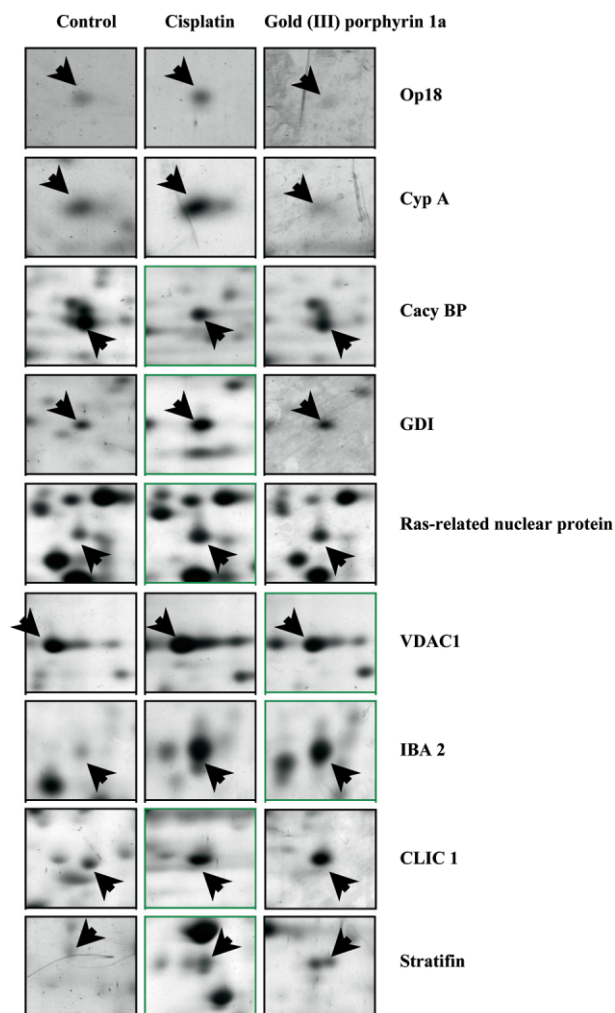 Control Cisplatin Gold (III) porphyrin 1a
Op18
Cyp A
Cacy BP
GDI
Ras-related nuclear protein
VDAC1
IBA 2
CLIC 1
Stratifin